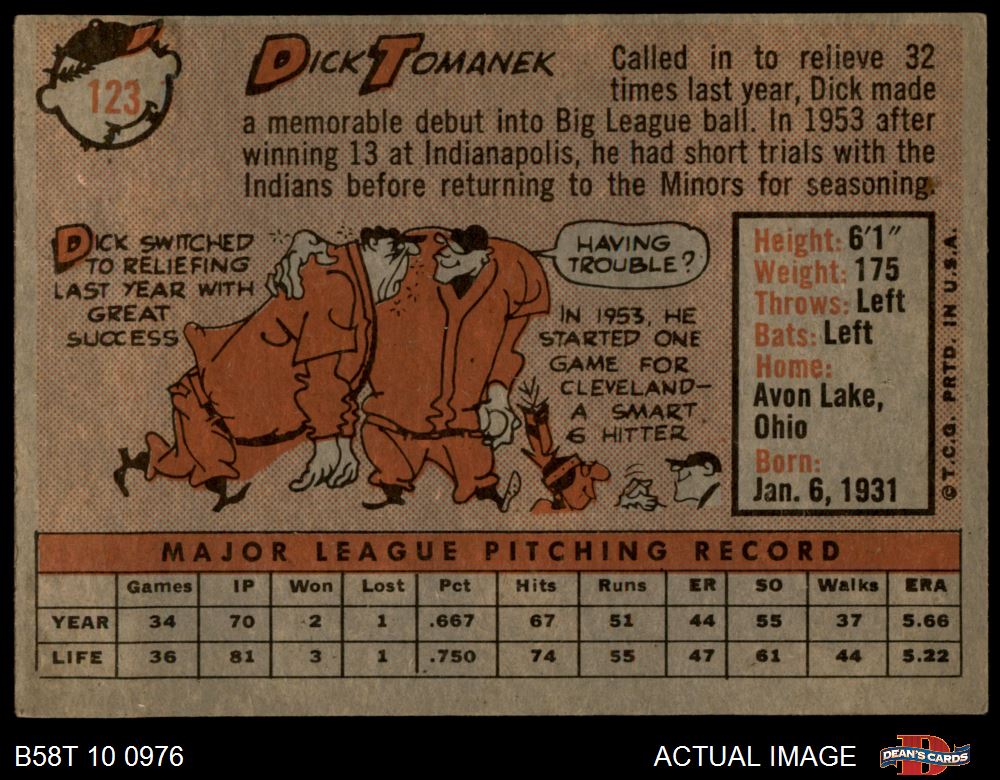 123
DICK TOMANEK
Called in to relieve 32
times last year, Dick made
a memorable debut into Big League ball. In 1953 after
winning 13 at Indianapolis, he had short trials with the
Indians before returning to the Minors for seasoning.
DICK SWITCHED
TO RELIEFING
LAST YEAR WITH
GREAT
SUCCESS
HAVING
TROUBLE?
IN 1953, HE
STARTED ONE
GAME FOR
CLEVELAND—
A SMART
6 HITTER
Height: 6'1"
Weight: 175
Throws: Left
Bats: Left
Home:
Avon Lake,
Ohio
Born:
Jan. 6, 1931
© T.C.G. PRTD. IN U.S.A.
MAJOR LEAGUE PITCHING RECORD
Games IP Won Lost Pct Hits Runs ER SO Walks ERA
YEAR 34 70 2 1 .667 67 51 44 55 37 5.66
LIFE 36 81 3 1 .750 74 55 47 61 44 5.22
B58T 10 0976
ACTUAL IMAGE
DEAN'S CARDS